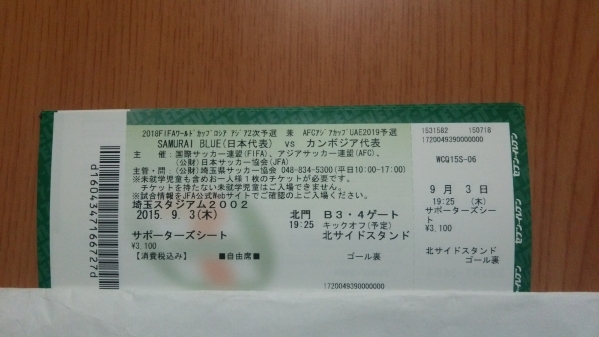 2018FIFAワールドカップロシア アジア2次予選 兼 AFCアジアカップUAE2019予選
SAMURAI BLUE(日本代表) vs カンボジア代表
主 催:国際サッカー連盟(FIFA)、アジアサッカー連盟(AFC)、
(公財)日本サッカー協会(JFA)
主管・問:(公財)埼玉県サッカー協会 048-834-5300(平日10:00-17:00)
※未就学児童も含めお一人様1枚のチケットが必要です。
チケットを持たない未就学児童はご入場できません。
※試合情報をJFA公式Webサイトでご確認の上ご入場ください。
埼玉スタジアム2002
2015. 9. 3(木) 北門 B3・4ゲート
19:25 キックオフ(予定)
サポーターズシート 北サイドスタンド
¥3,100
【消費税込み】 ■自由席■ ゴール裏
1720049390000000
d1604347166727d
1531582 150718
1720049390000000
WCQ15S-06
9月 3日
19:25 (木)
サポーターズシート
¥3,100
北サイドスタンド
ゴール裏
セブン-イレブン
セブン-イレブン